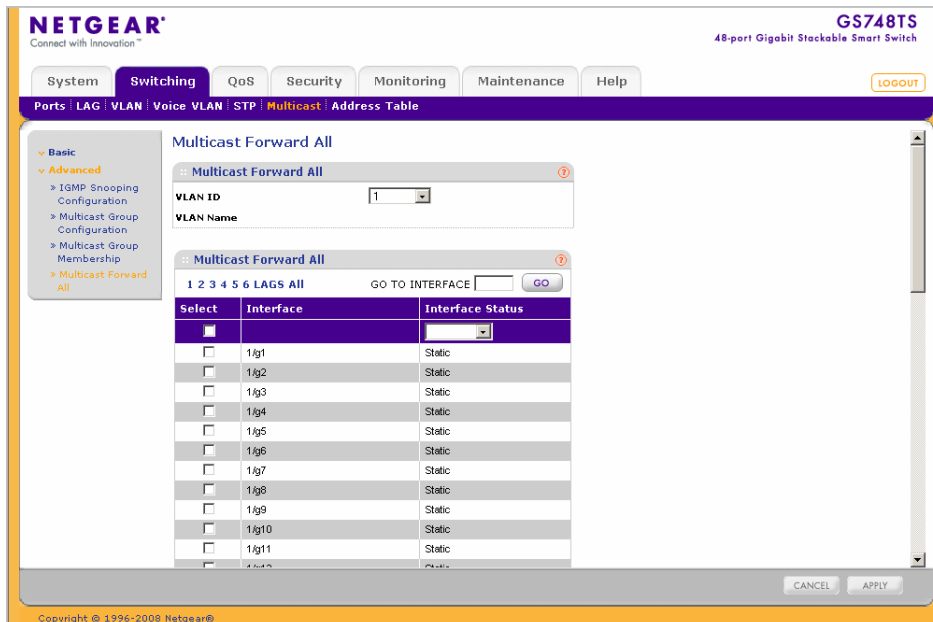 NETGEAR®
Connect with Innovation™
GS748TS
48-port Gigabit Stackable Smart Switch
System Switching QoS Security Monitoring Maintenance Help
LOGOUT
Ports LAG VLAN Voice VLAN STP Multicast Address Table
Basic
Advanced
» IGMP Snooping
Configuration
» Multicast Group
Configuration
» Multicast Group
Membership
» Multicast Forward
All
Multicast Forward All
:: Multicast Forward All ?
VLAN ID 1
VLAN Name
:: Multicast Forward All ?
1 2 3 4 5 6 LAGS All GO TO INTERFACE GO
Select Interface Interface Status
1/g1 Static
1/g2 Static
1/g3 Static
1/g4 Static
1/g5 Static
1/g6 Static
1/g7 Static
1/g8 Static
1/g9 Static
1/g10 Static
1/g11 Static
CANCEL APPLY
Copyright © 1996-2008 Netgear®